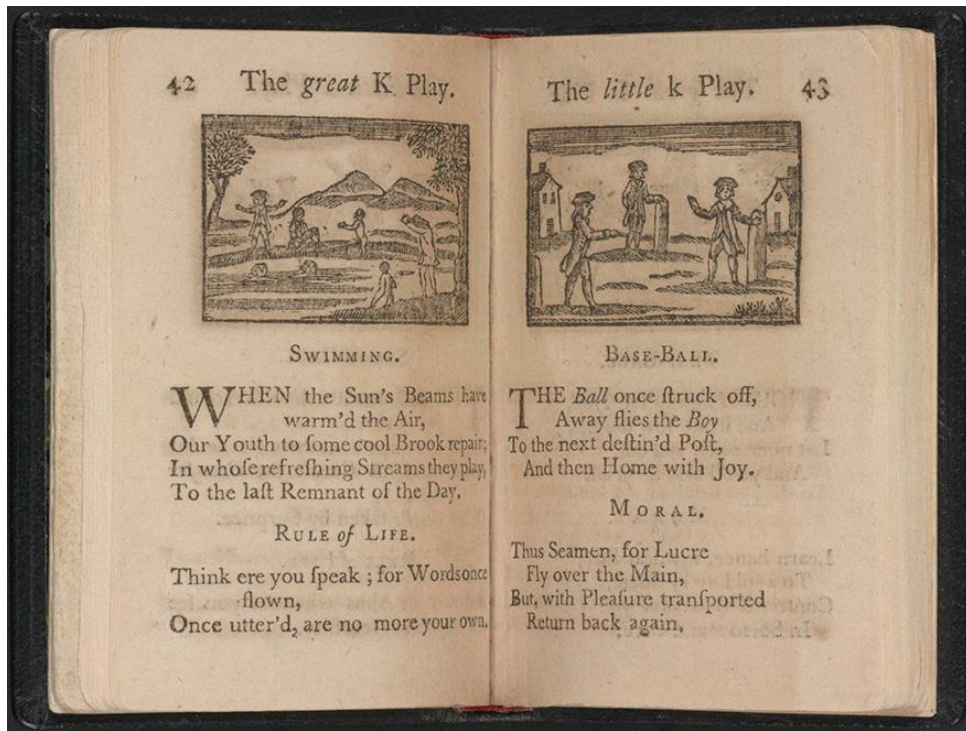 42 The great K Play.
SWIMMING.
WHEN the Sun's Beams have
warm'd the Air,
Our Youth to ſome cool Brook repair;
In whoſe refreſhing Streams they play,
To the laſt Remnant of the Day.
RULE of LIFE.
Think ere you ſpeak ; for Words once
flown,
Once utter'd, are no more your own.
The little k Play. 43
BASE-BALL.
THE Ball once ſtruck off,
Away flies the Boy
To the next deſtin'd Poſt,
And then Home with Joy.
MORAL.
Thus Seamen, for Lucre
Fly over the Main,
But, with Pleaſure tranſported
Return back again.